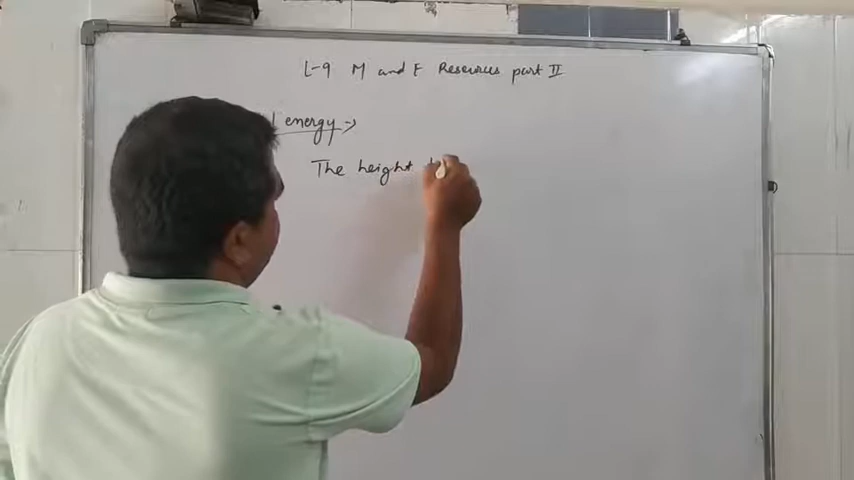 L-9 M and E Resources part II
energy →
The height